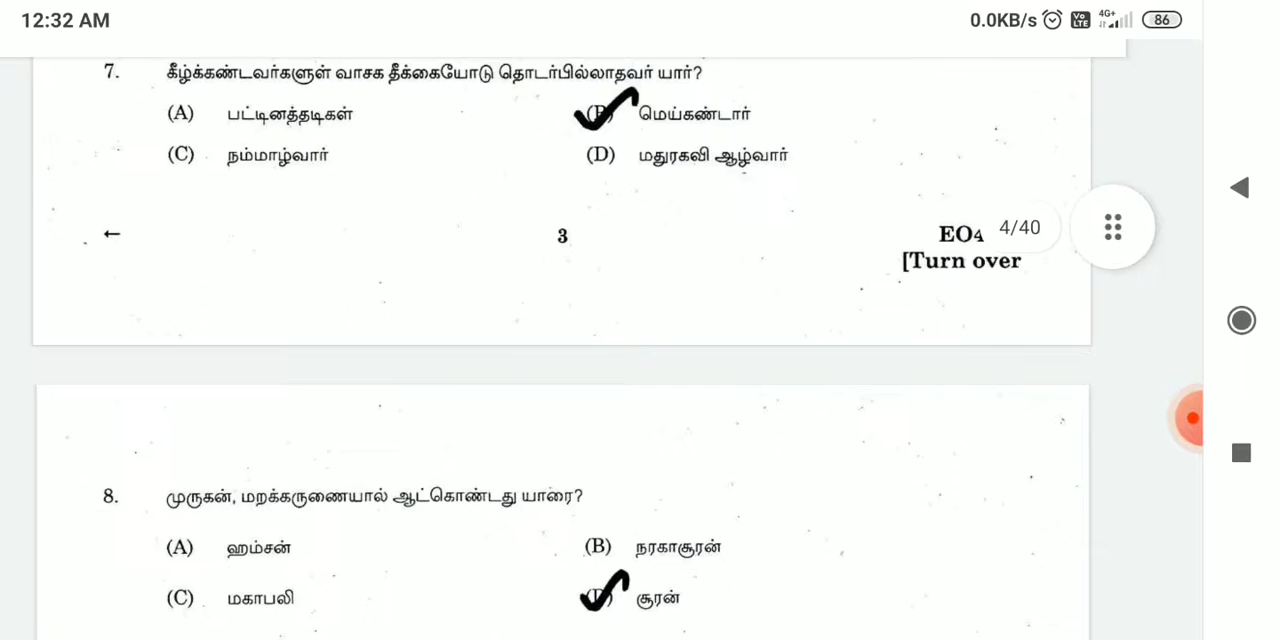 12:32 AM 0.0KB/s Vo LTE 4G+ 86
7. கீழ்க்கண்டவர்களுள் வாசக தீக்கையோடு தொடர்பில்லாதவர் யார்?
(A) பட்டினத்தடிகள் (B) மெய்கண்டார்
(C) நம்மாழ்வார் (D) மதுரகவி ஆழ்வார்
← 3 EO4 4/40
[Turn over
8. முருகன், மறக்கருணையால் ஆட்கொண்டது யாரை?
(A) ஹம்சன் (B) நரகாசூரன்
(C) மகாபலி (D) சூரன்